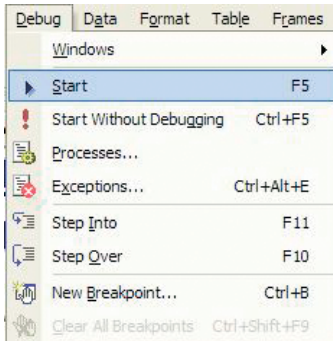 Debug Data Format Table Frames
Windows
Start F5
Start Without Debugging Ctrl+F5
Processes...
Exceptions... Ctrl+Alt+E
Step Into F11
Step Over F10
New Breakpoint... Ctrl+B
Clear All Breakpoints Ctrl+Shift+F9